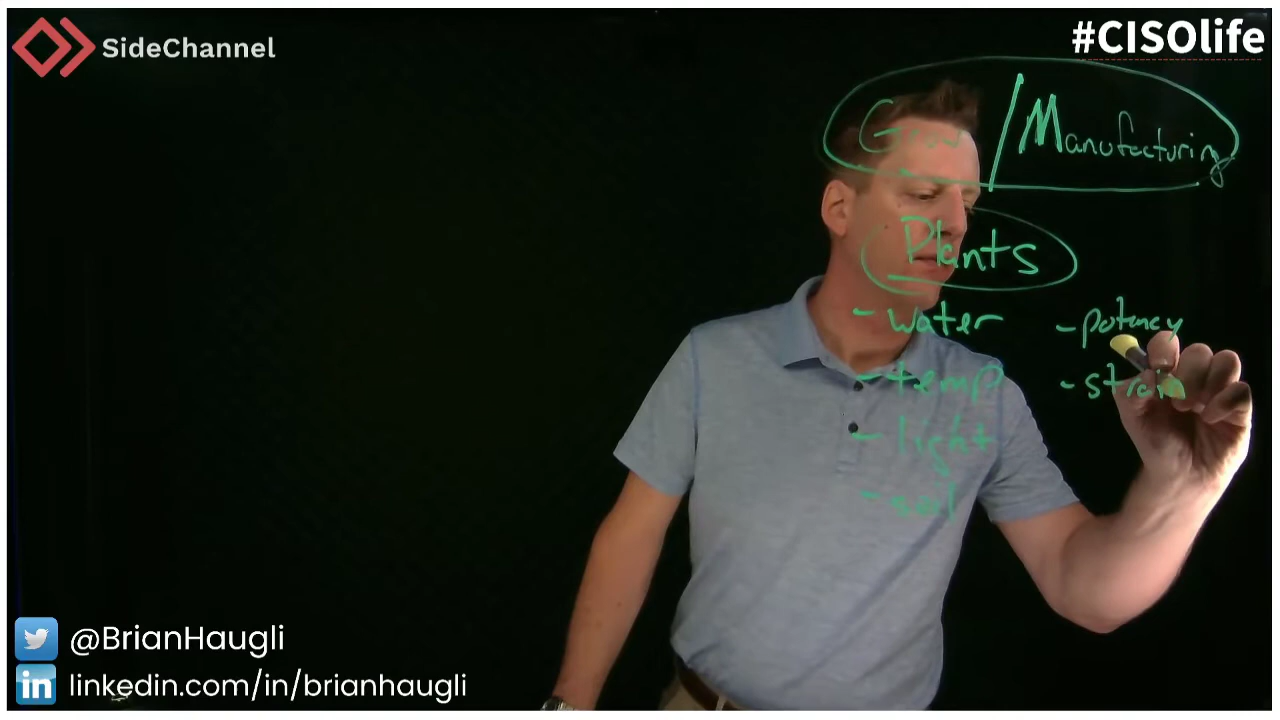 SideChannel
#CISOlife
Grow/Manufacturing
Plants
- water
- potency
- temp
- strain
- light
- soil
@BrianHaugli
linkedin.com/in/brianhaugli